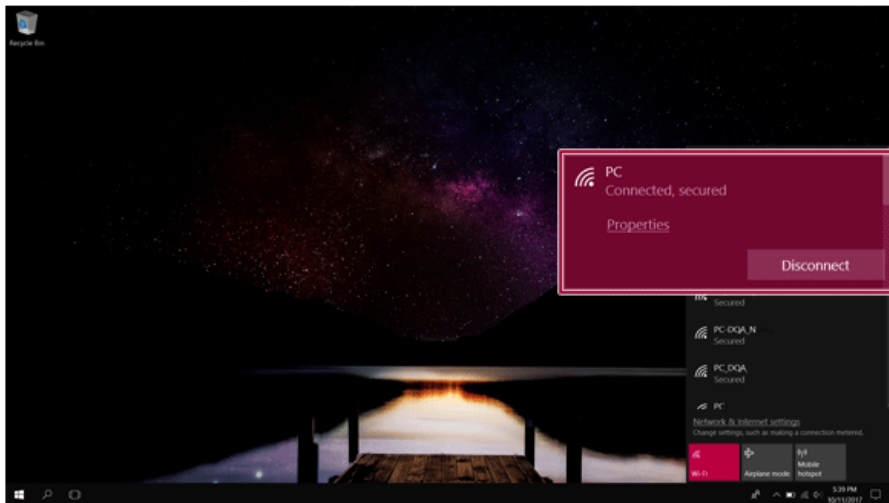 Recycle Bin
PC
Connected, secured
Properties
Disconnect
Secured
PC-DQA_N
Secured
PC_DQA
Secured
PC
Network & Internet settings
Change settings, such as making a connection metered.
Wi-Fi
Airplane mode
Mobile
hotspot
5:39 PM
10/11/2017